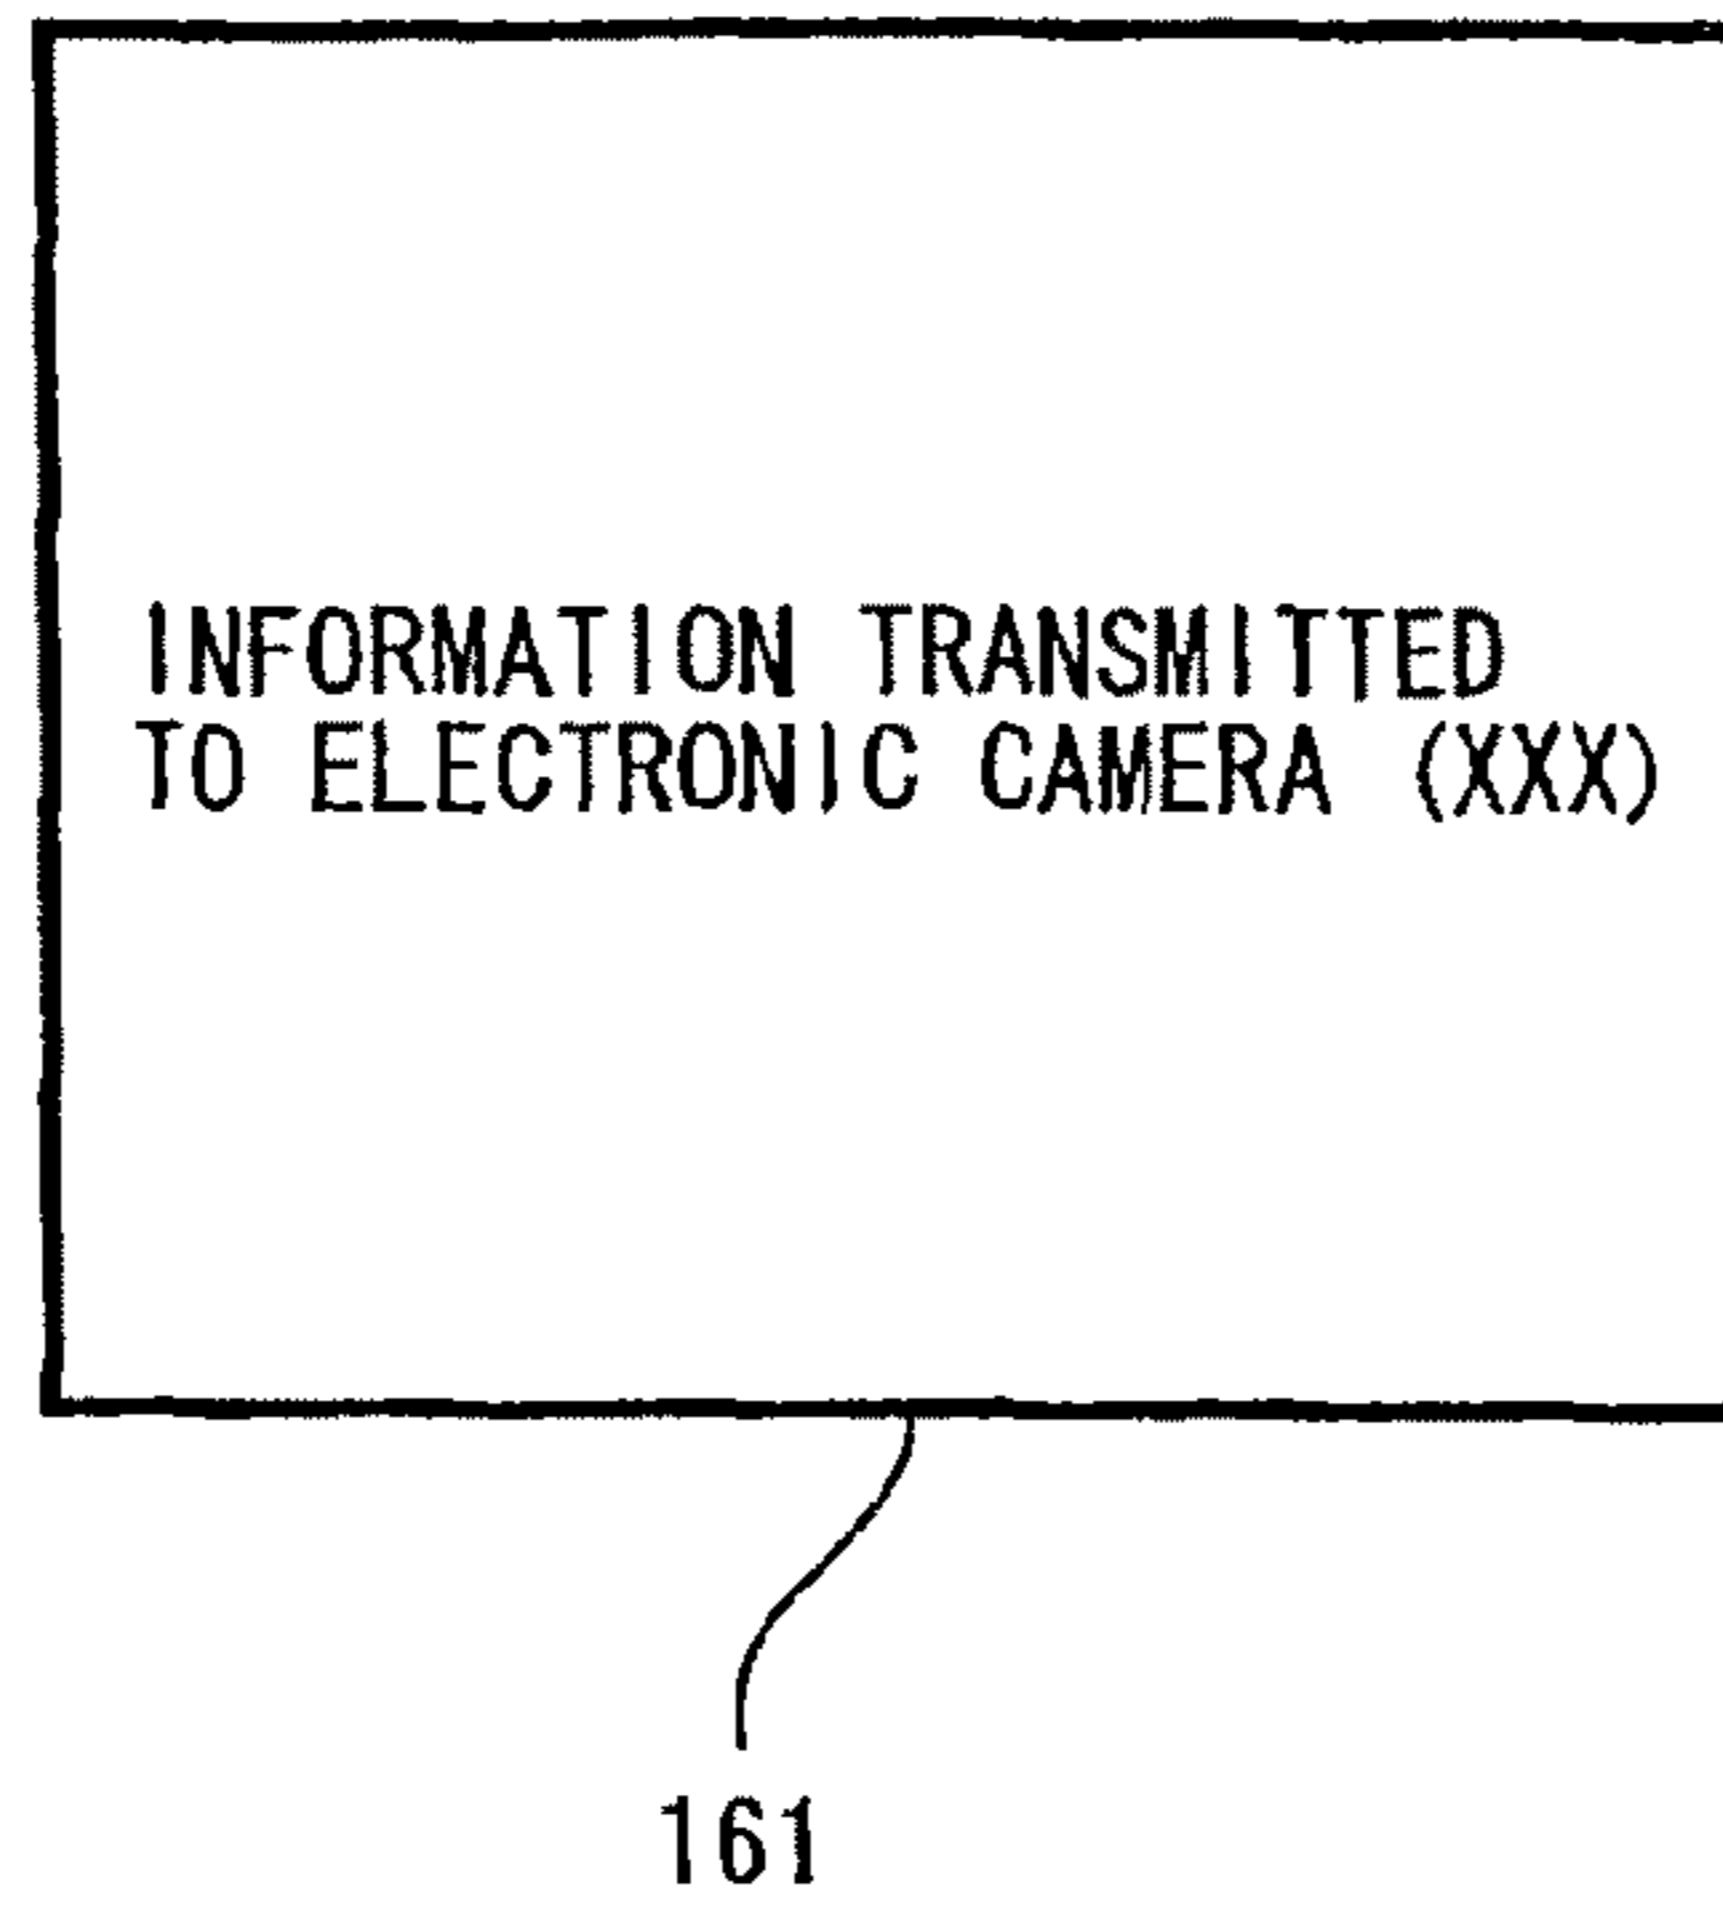 INFORMATION TRANSMITTED
TO ELECTRONIC CAMERA (XXX)
161